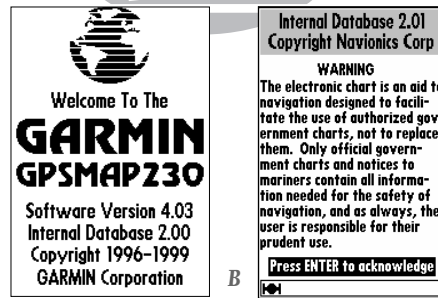 Welcome To The
GARMIN
GPSMAP230
Software Version 4.03
Internal Database 2.00
Copyright 1996-1999
GARMIN Corporation
B
Internal Database 2.01
Copyright Navionics Corp
WARNING
The electronic chart is an aid to
navigation designed to facili-
tate the use of authorized gov
ernment charts, not to replace
them. Only official govern-
ment charts and notices to
mariners contain all informa-
tion needed for the safety of
navigation, and as always, the
user is responsible for their
prudent use.
Press ENTER to acknowledge